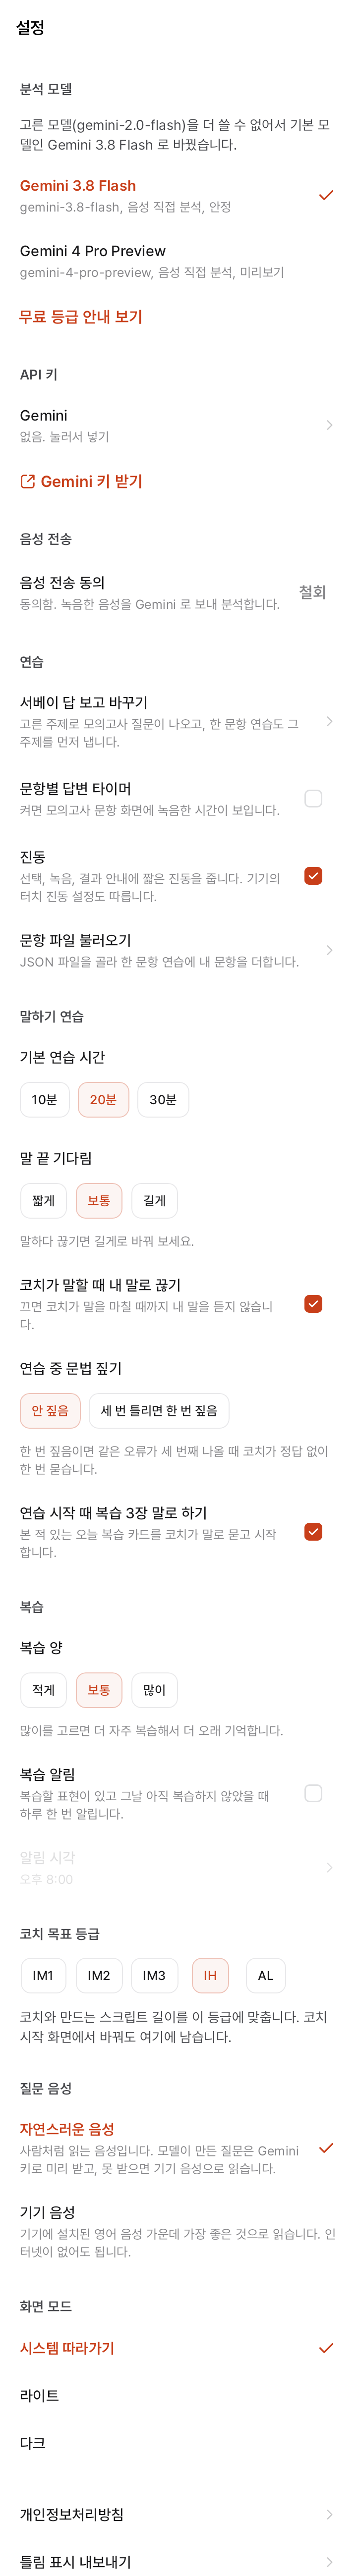 설정
분석 모델
고른 모델(gemini-2.0-flash)을 더 쓸 수 없어서 기본 모
델인 Gemini 3.8 Flash 로 바꿨습니다.
Gemini 3.8 Flash
gemini-3.8-flash, 음성 직접 분석, 안정
Gemini 4 Pro Preview
gemini-4-pro-preview, 음성 직접 분석, 미리보기
무료 등급 안내 보기
API 키
Gemini
없음. 눌러서 넣기
Gemini 키 받기
음성 전송
음성 전송 동의
동의함. 녹음한 음성을 Gemini 로 보내 분석합니다.
철회
연습
서베이 답 보고 바꾸기
고른 주제로 모의고사 질문이 나오고, 한 문항 연습도 그
주제를 먼저 냅니다.
문항별 답변 타이머
켜면 모의고사 문항 화면에 녹음한 시간이 보입니다.
진동
선택, 녹음, 결과 안내에 짧은 진동을 줍니다. 기기의
터치 진동 설정도 따릅니다.
문항 파일 불러오기
JSON 파일을 골라 한 문항 연습에 내 문항을 더합니다.
말하기 연습
기본 연습 시간
10분 20분 30분
말 끝 기다림
짧게 보통 길게
말하다 끊기면 길게로 바꿔 보세요.
코치가 말할 때 내 말로 끊기
끄면 코치가 말을 마칠 때까지 내 말을 듣지 않습니
다.
연습 중 문법 짚기
안 짚음 세 번 틀리면 한 번 짚음
한 번 짚음이면 같은 오류가 세 번째 나올 때 코치가 정답 없이
한 번 묻습니다.
연습 시작 때 복습 3장 말로 하기
본 적 있는 오늘 복습 카드를 코치가 말로 묻고 시작
합니다.
복습
복습 양
적게 보통 많이
많이를 고르면 더 자주 복습해서 더 오래 기억합니다.
복습 알림
복습할 표현이 있고 그날 아직 복습하지 않았을 때
하루 한 번 알립니다.
알림 시각
오후 8:00
코치 목표 등급
IM1 IM2 IM3 IH AL
코치와 만드는 스크립트 길이를 이 등급에 맞춥니다. 코치
시작 화면에서 바꿔도 여기에 남습니다.
질문 음성
자연스러운 음성
사람처럼 읽는 음성입니다. 모델이 만든 질문은 Gemini
키로 미리 받고, 못 받으면 기기 음성으로 읽습니다.
기기 음성
기기에 설치된 영어 음성 가운데 가장 좋은 것으로 읽습니다. 인
터넷이 없어도 됩니다.
화면 모드
시스템 따라가기
라이트
다크
개인정보처리방침
틀림 표시 내보내기